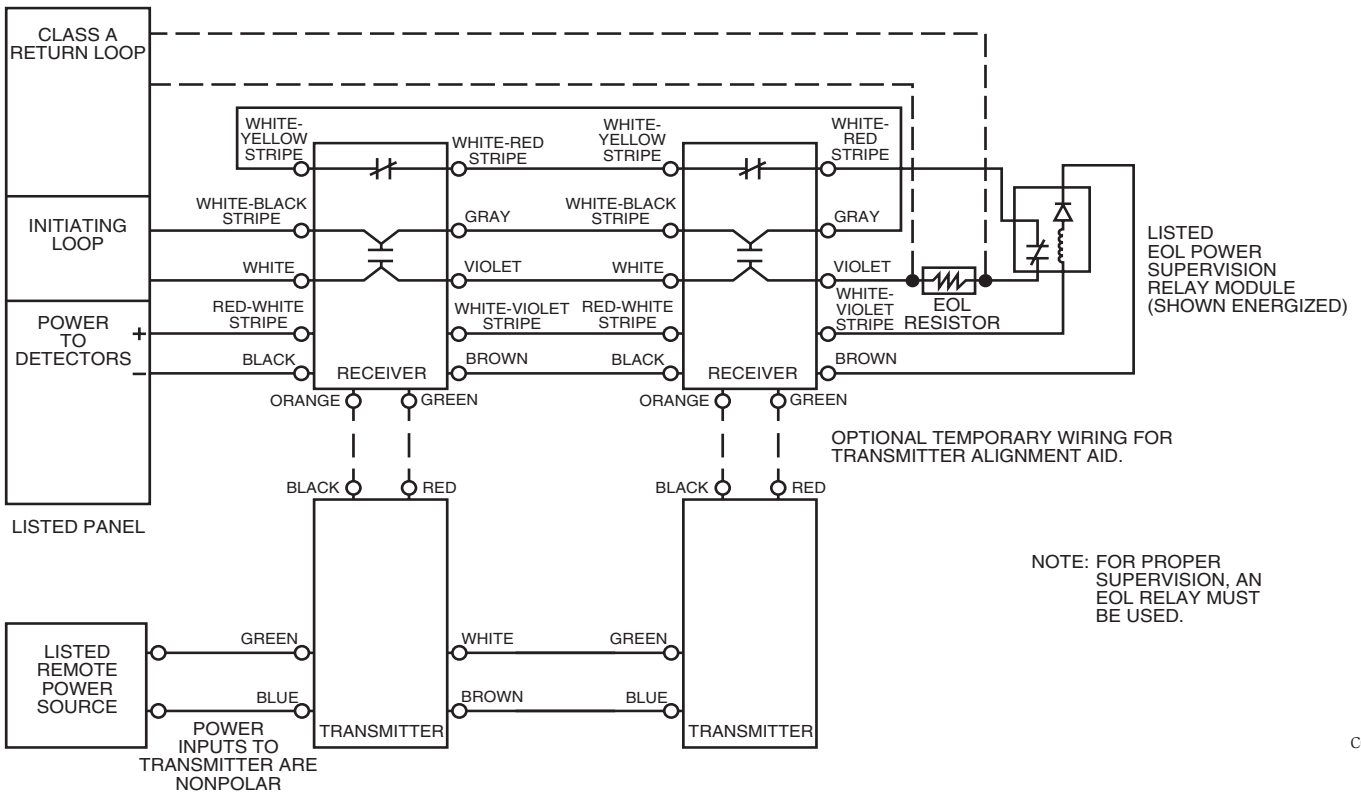 CLASS A
RETURN LOOP
INITIATING
LOOP
POWER
TO
DETECTORS
+
−
LISTED PANEL
WHITE-
YELLOW
STRIPE
WHITE-RED
STRIPE
WHITE-
YELLOW
STRIPE
WHITE-
RED
STRIPE
WHITE-BLACK
STRIPE
GRAY
WHITE-BLACK
STRIPE
GRAY
WHITE
VIOLET
WHITE
VIOLET
RED-WHITE
STRIPE
WHITE-VIOLET
STRIPE
RED-WHITE
STRIPE
WHITE-
VIOLET
STRIPE
EOL
RESISTOR
BLACK
RECEIVER
BROWN
BLACK
RECEIVER
BROWN
LISTED
EOL POWER
SUPERVISION
RELAY MODULE
(SHOWN ENERGIZED)
ORANGE
GREEN
ORANGE
GREEN
OPTIONAL TEMPORARY WIRING FOR
TRANSMITTER ALIGNMENT AID.
BLACK
RED
BLACK
RED
NOTE: FOR PROPER
SUPERVISION, AN
EOL RELAY MUST
BE USED.
LISTED
REMOTE
POWER
SOURCE
GREEN
WHITE
GREEN
BLUE
BROWN
BLUE
TRANSMITTER
TRANSMITTER
POWER
INPUTS TO
TRANSMITTER ARE
NONPOLAR
C